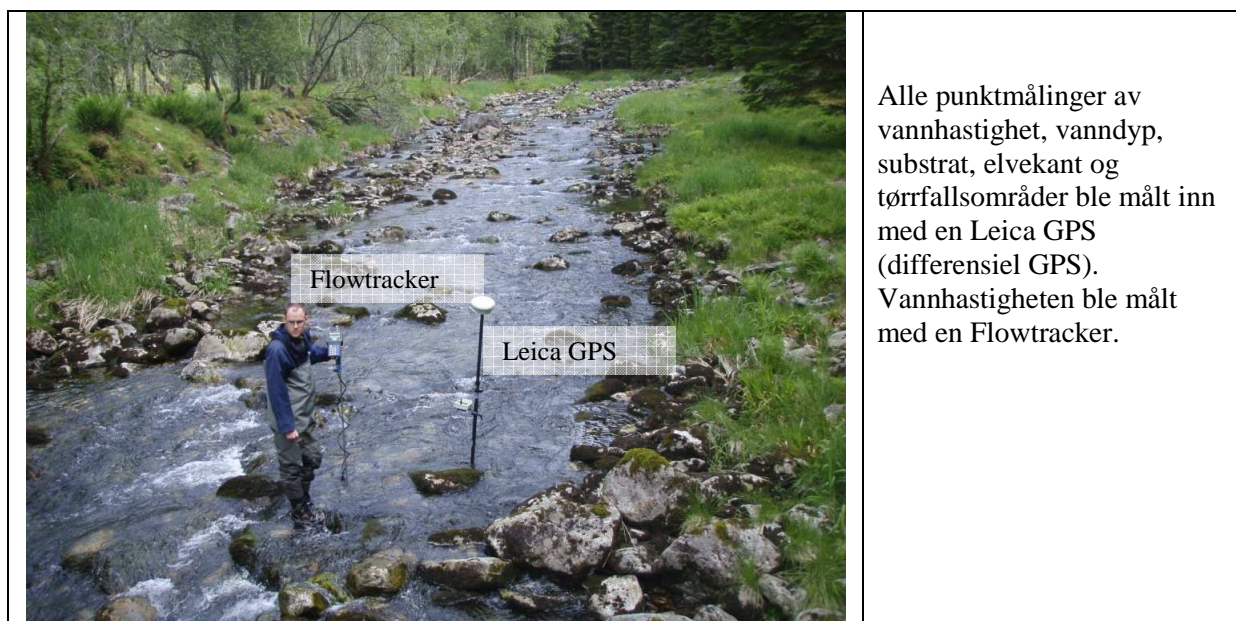 Flowtracker
Leica GPS
Alle punktmålinger av
vannhastighet, vanndyp,
substrat, elvekant og
tørrfallsområder ble målt inn
med en Leica GPS
(differensiel GPS).
Vannhastigheten ble målt
med en Flowtracker.